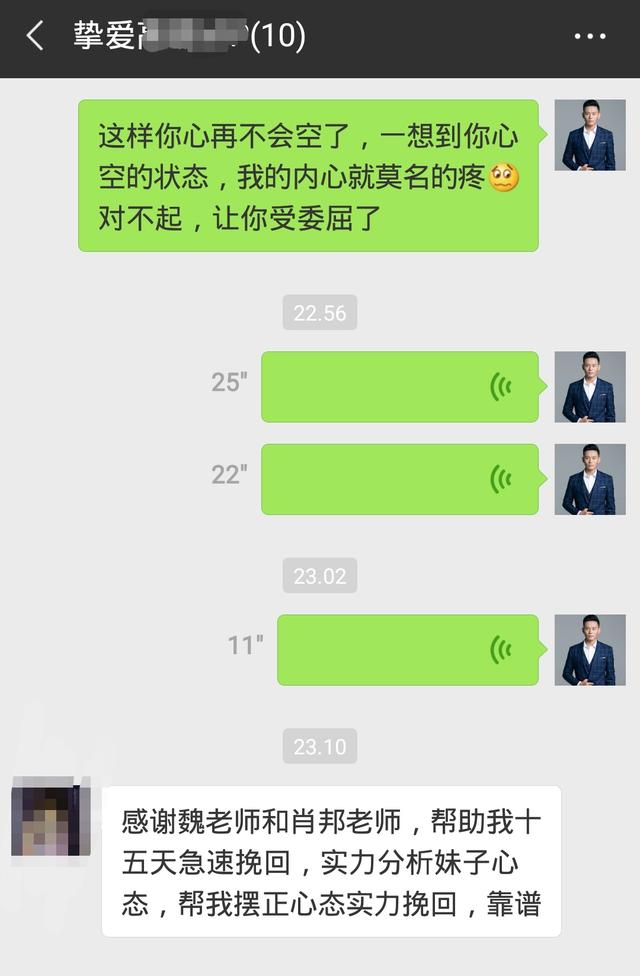 挚爱高(10)
这样你心再不会空了，一想到你心
空的状态，我的内心就莫名的疼
对不起，让你受委屈了
22.56
25"
22"
23.02
11"
23.10
感谢魏老师和肖邦老师，帮助我十
五天急速挽回，实力分析妹子心
态，帮我摆正心态实力挽回，靠谱